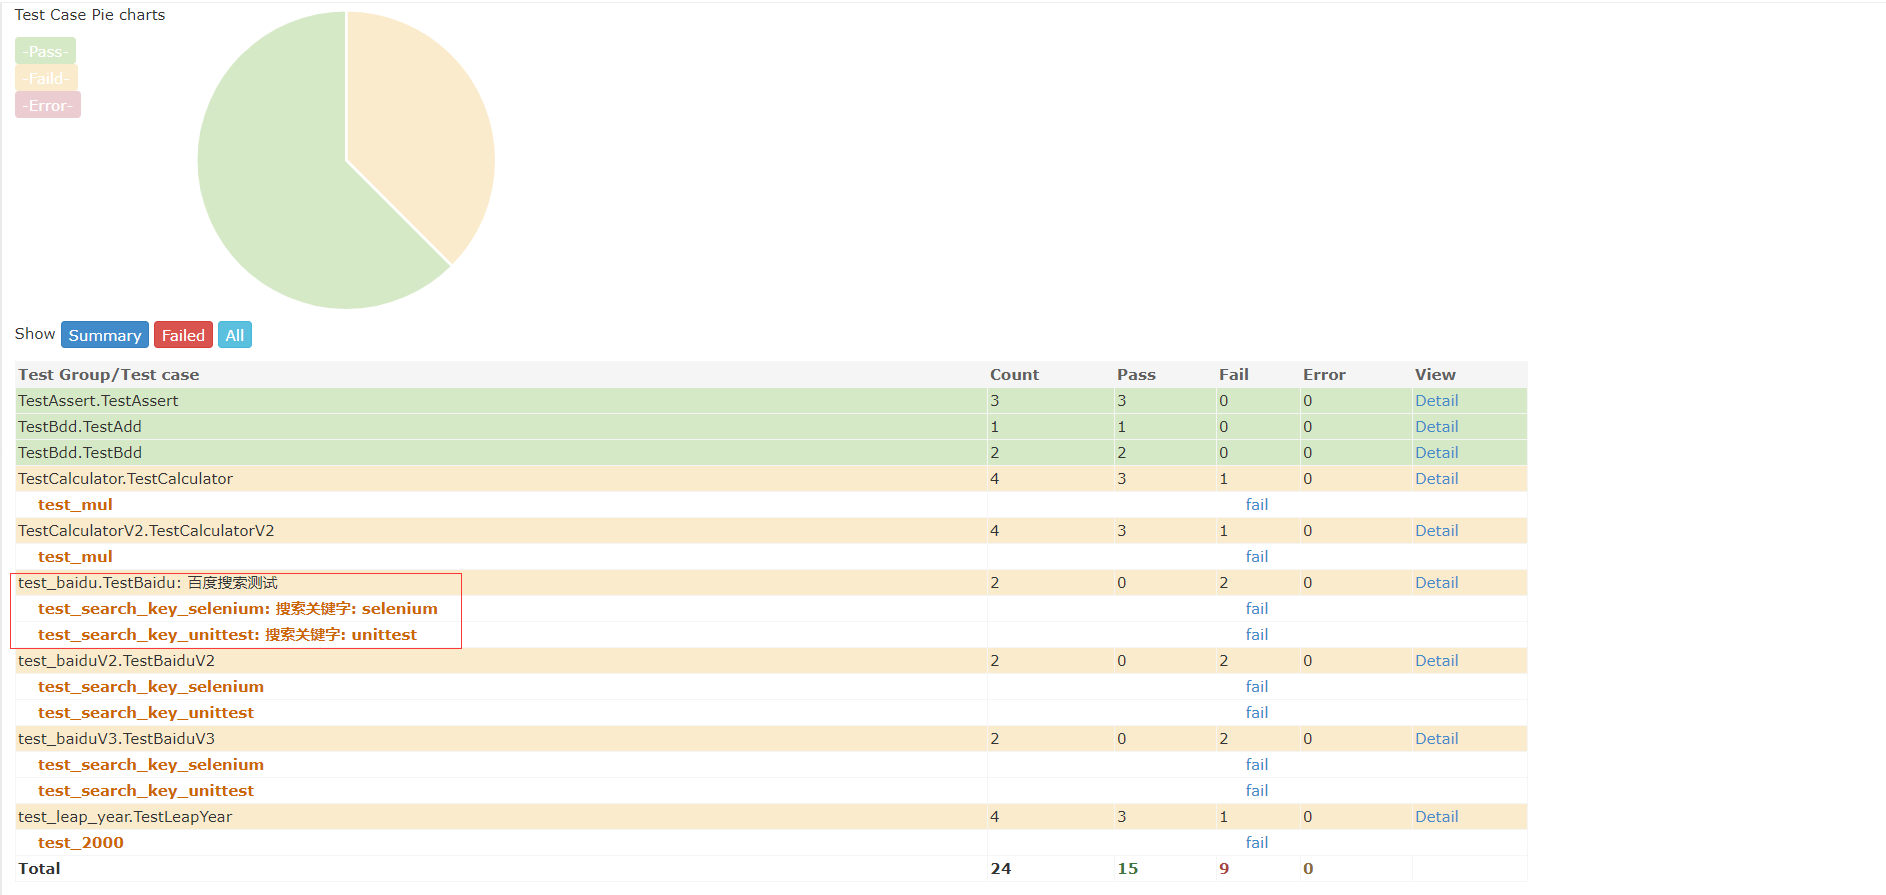 Test Case Pie charts
-Pass-
-Faild-
-Error-
Show Summary Failed All
Test Group/Test case Count Pass Fail Error View
TestAssert.TestAssert 3 3 0 0 Detail
TestBdd.TestAdd 1 1 0 0 Detail
TestBdd.TestBdd 2 2 0 0 Detail
TestCalculator.TestCalculator 4 3 1 0 Detail
test_mul fail
TestCalculatorV2.TestCalculatorV2 4 3 1 0 Detail
test_mul fail
test_baidu.TestBaidu: 百度搜索测试 2 0 2 0 Detail
test_search_key_selenium: 搜索关键字: selenium fail
test_search_key_unittest: 搜索关键字: unittest fail
test_baiduV2.TestBaiduV2 2 0 2 0 Detail
test_search_key_selenium fail
test_search_key_unittest fail
test_baiduV3.TestBaiduV3 2 0 2 0 Detail
test_search_key_selenium fail
test_search_key_unittest fail
test_leap_year.TestLeapYear 4 3 1 0 Detail
test_2000 fail
Total 24 15 9 0